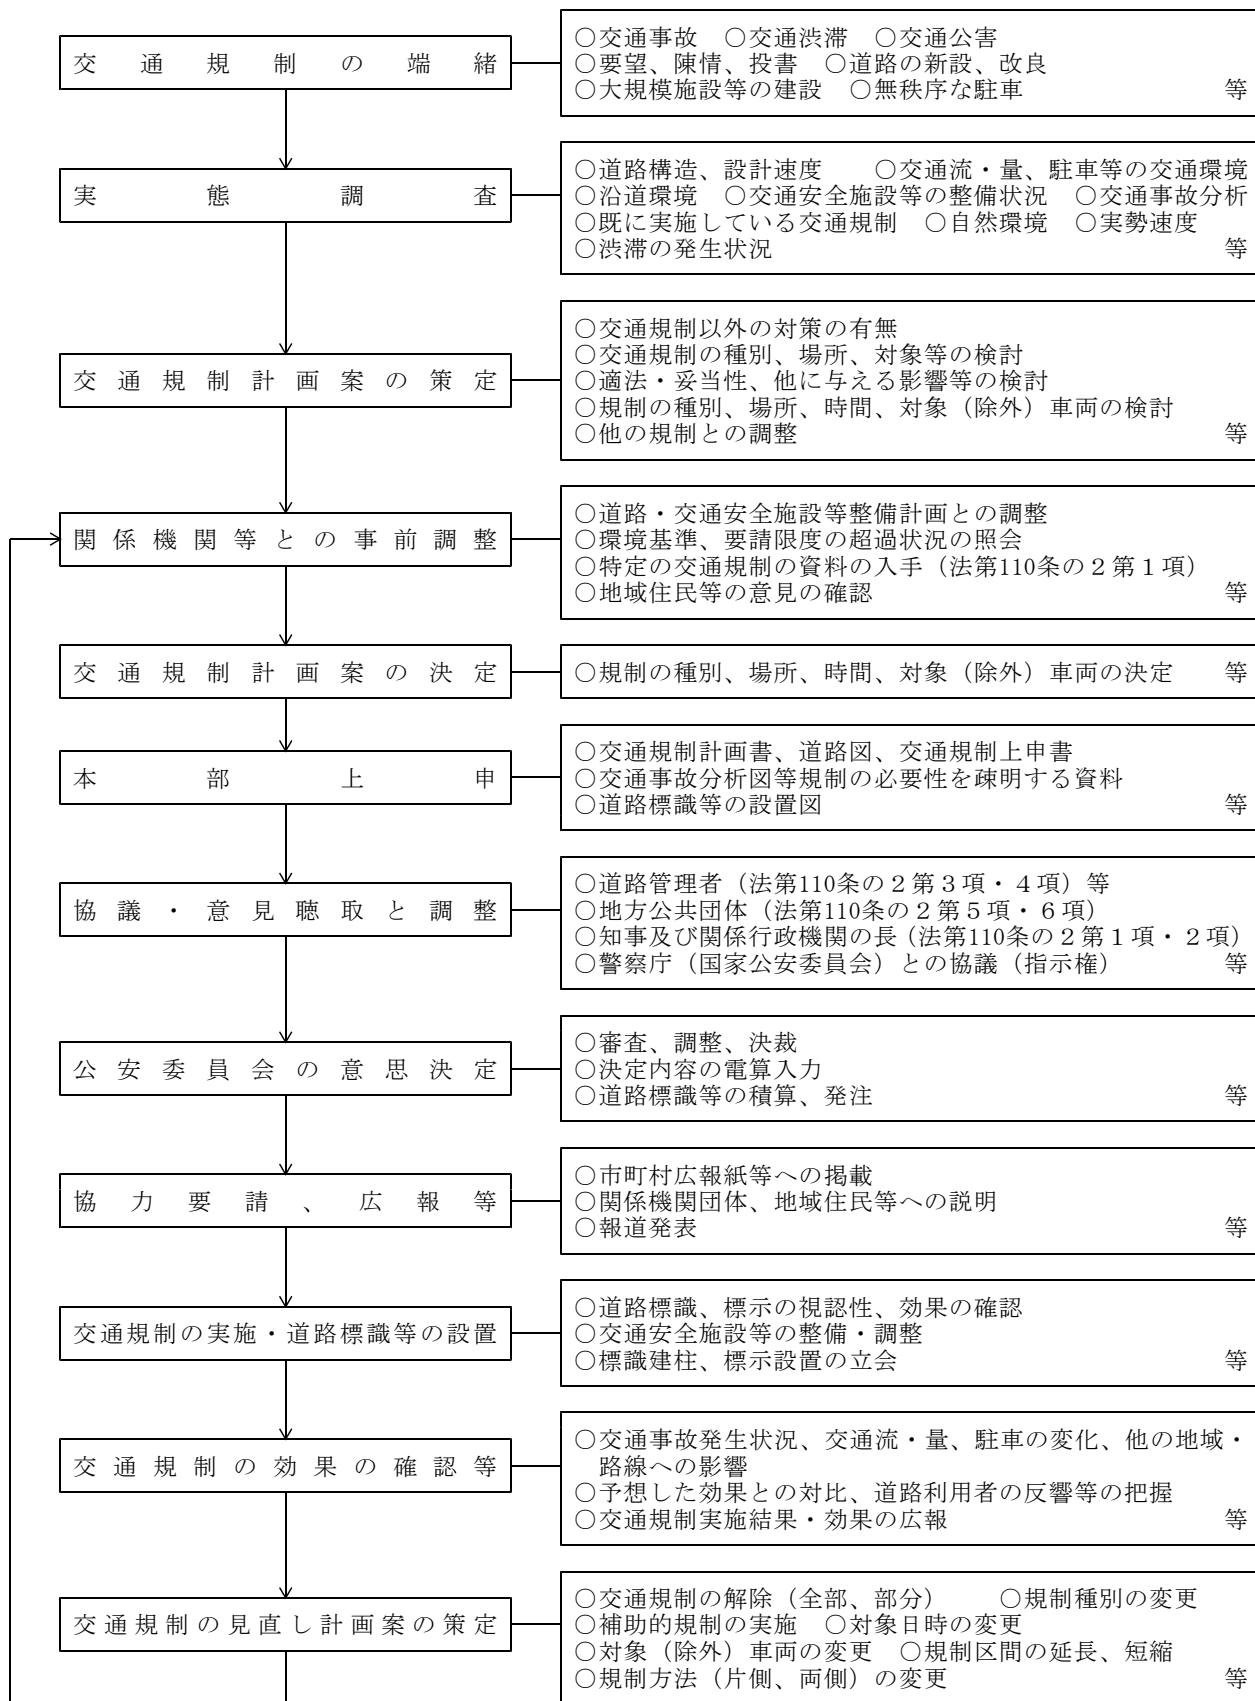 交通規制の端緒
○交通事故　○交通渋滞　○交通公害
○要望、陳情、投書　○道路の新設、改良
○大規模施設等の建設　○無秩序な駐車　等
実態調査
○道路構造、設計速度　○交通流・量、駐車等の交通環境
○沿道環境　○交通安全施設等の整備状況　○交通事故分析
○既に実施している交通規制　○自然環境　○実勢速度
○渋滞の発生状況　等
交通規制計画案の策定
○交通規制以外の対策の有無
○交通規制の種別、場所、対象等の検討
○適法・妥当性、他に与える影響等の検討
○規制の種別、場所、時間、対象（除外）車両の検討
○他の規制との調整　等
関係機関等との事前調整
○道路・交通安全施設等整備計画との調整
○環境基準、要請限度の超過状況の照会
○特定の交通規制の資料の入手（法第110条の２第１項）
○地域住民等の意見の確認　等
交通規制計画案の決定
○規制の種別、場所、時間、対象（除外）車両の決定　等
本部上申
○交通規制計画書、道路図、交通規制上申書
○交通事故分析図等規制の必要性を疎明する資料
○道路標識等の設置図　等
協議・意見聴取と調整
○道路管理者（法第110条の２第３項・４項）等
○地方公共団体（法第110条の２第５項・６項）
○知事及び関係行政機関の長（法第110条の２第１項・２項）
○警察庁（国家公安委員会）との協議（指示権）　等
公安委員会の意思決定
○審査、調整、決裁
○決定内容の電算入力
○道路標識等の積算、発注　等
協力要請、広報等
○市町村広報紙等への掲載
○関係機関団体、地域住民等への説明
○報道発表　等
交通規制の実施・道路標識等の設置
○道路標識、標示の視認性、効果の確認
○交通安全施設等の整備・調整
○標識建柱、標示設置の立会　等
交通規制の効果の確認等
○交通事故発生状況、交通流・量、駐車の変化、他の地域・
路線への影響
○予想した効果との対比、道路利用者の反響等の把握
○交通規制実施結果・効果の広報　等
交通規制の見直し計画案の策定
○交通規制の解除（全部、部分）　○規制種別の変更
○補助的規制の実施　○対象日時の変更
○対象（除外）車両の変更　○規制区間の延長、短縮
○規制方法（片側、両側）の変更　等